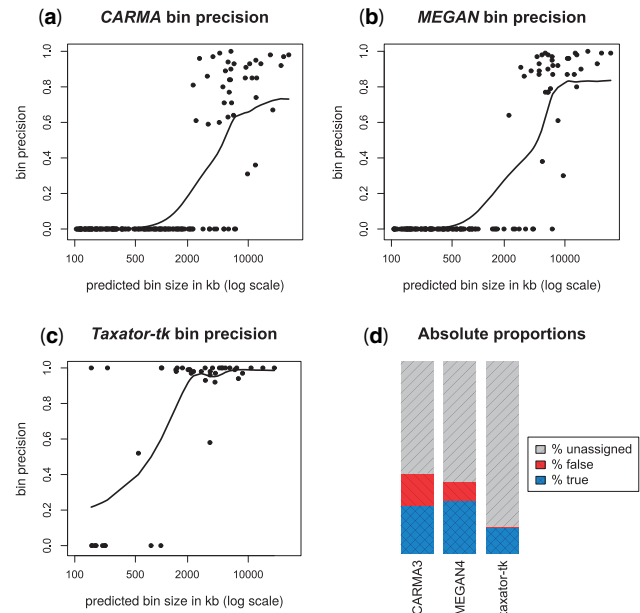 (a) CARMA bin precision
bin precision
0.0 0.2 0.4 0.6 0.8 1.0
100 500 2000 10000
predicted bin size in kb (log scale)
(b) MEGAN bin precision
bin precision
0.0 0.2 0.4 0.6 0.8 1.0
100 500 2000 10000
predicted bin size in kb (log scale)
(c) Taxator-tk bin precision
bin precision
0.0 0.2 0.4 0.6 0.8 1.0
100 500 2000 10000
predicted bin size in kb (log scale)
(d) Absolute proportions
% unassigned
% false
% true
CARMA3
MEGAN4
taxator-tk